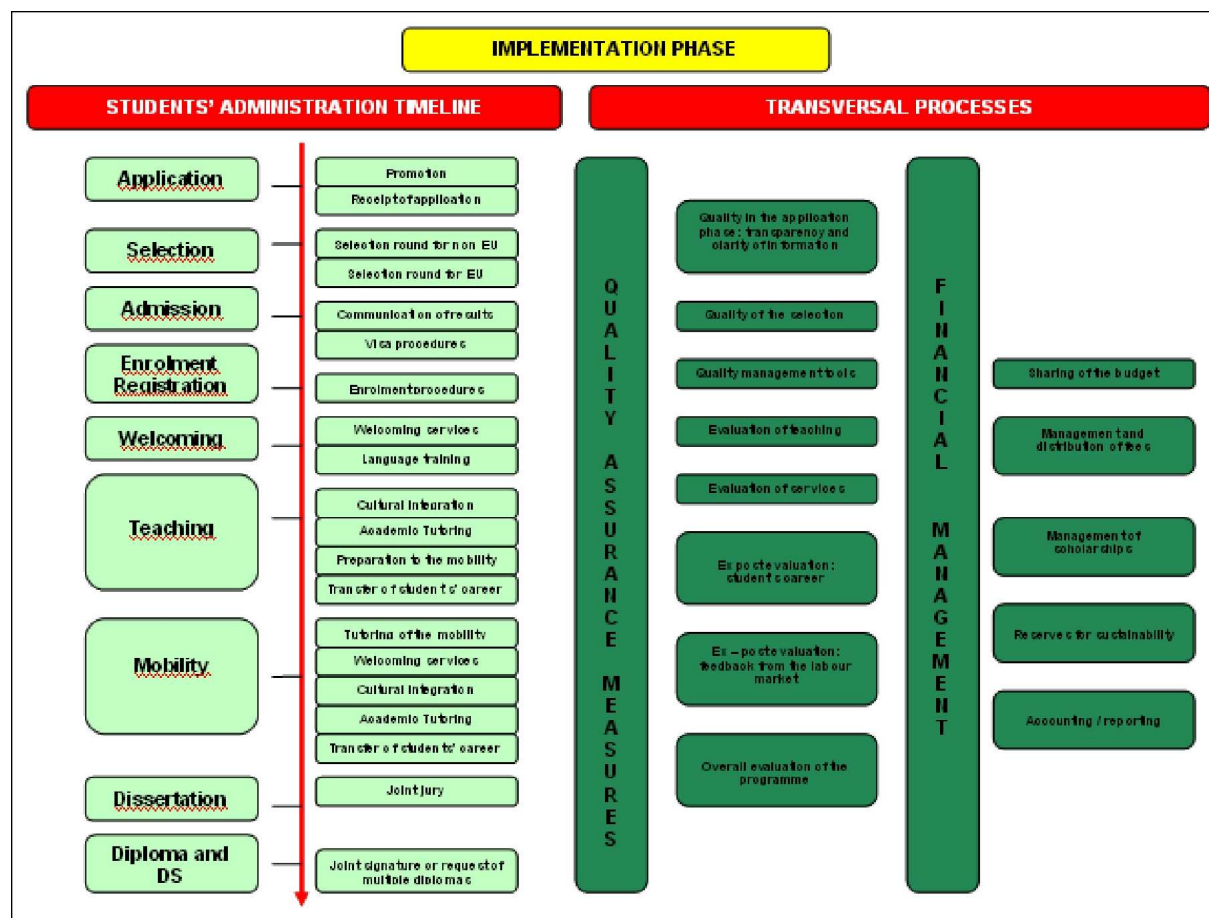 IMPLEMENTATION PHASE
STUDENTS' ADMINISTRATION TIMELINE
Application
Promotion
Receipt of application
Selection
Selection round for non EU
Selection round for EU
Admission
Communication of results
Visa procedures
Enrolment
Registration
Enrolment procedures
Welcoming
Welcoming services
Language training
Teaching
Cultural integration
Academic Tutoring
Preparation to the mobility
Transfer of students' career
Mobility
Tutoring of the mobility
Welcoming services
Cultural integration
Academic Tutoring
Transfer of students' career
Dissertation
Joint jury
Diploma and
DS
Joint signature or request of
multiple diplomas
TRANSVERSAL PROCESSES
QUALITY ASSURANCE MEASURES
Quality in the application
phase: transparency and
clarity of information
Quality of the selection
Quality management tools
Evaluation of teaching
Evaluation of services
Ex post evaluation:
students career
Ex – post evaluation:
feedback from the labour
market
Overall evaluation of the
programme
FINANCIAL MANAGEMENT
Sharing of the budget
Management and
distribution of fees
Management of
scholarships
Reserves for sustainability
Accounting / reporting